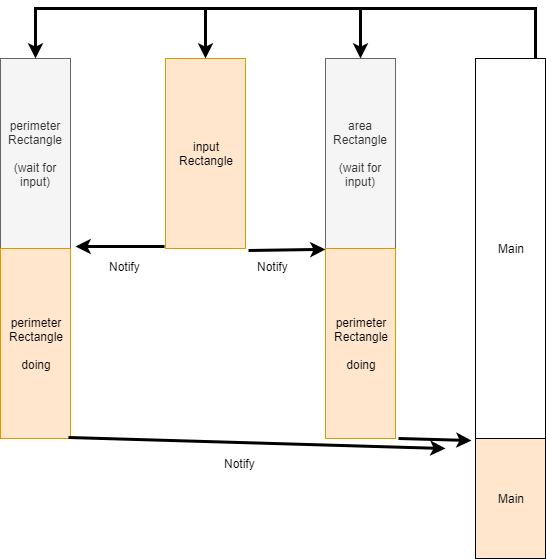 perimeter
Rectangle
(wait for
input)
input
Rectangle
area
Rectangle
(wait for
input)
Main
Notify
Notify
perimeter
Rectangle
doing
perimeter
Rectangle
doing
Notify
Main